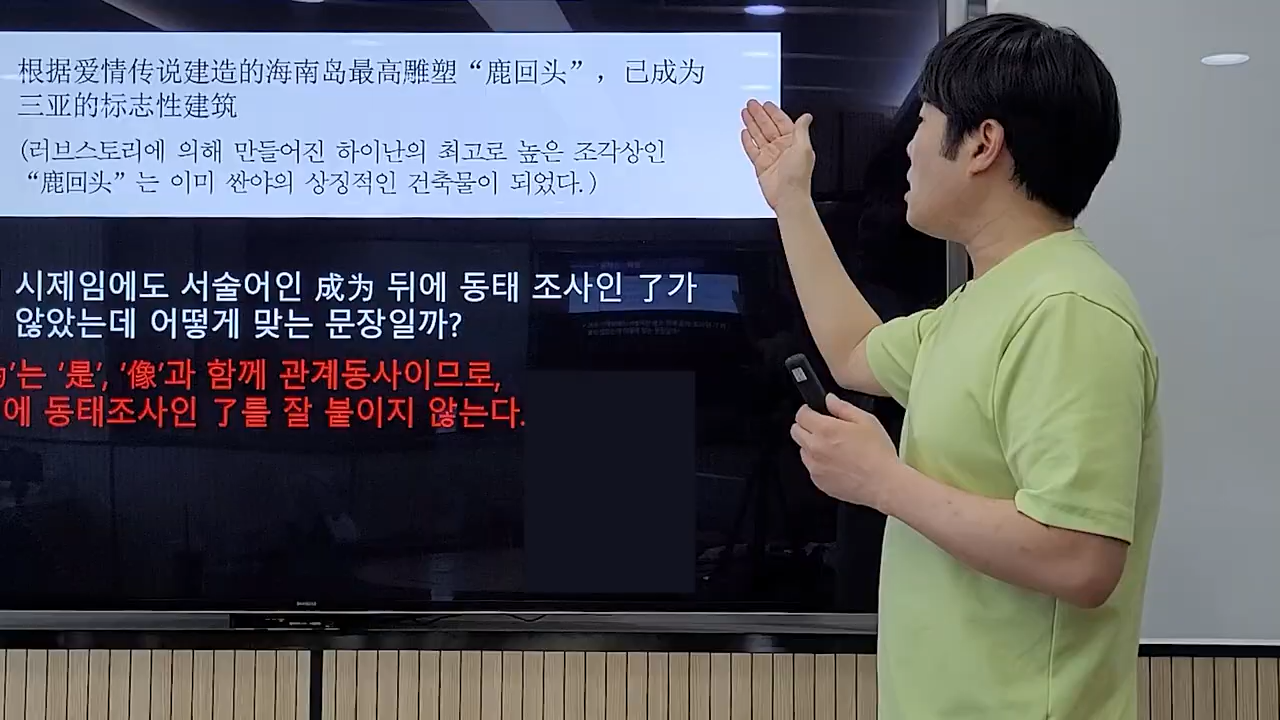 根据爱情传说建造的海南岛最高雕塑“鹿回头”，已成为
三亚的标志性建筑
(러브스토리에 의해 만들어진 하이난의 최고로 높은 조각상인
“鹿回头”는 이미 싼야의 상징적인 건축물이 되었다.)
시제임에도 서술어인 成为 뒤에 동태 조사인 了가
않았는데 어떻게 맞는 문장일까?
’는 ‘是’, ‘像’과 함께 관계동사이므로,
에 동태조사인 了를 잘 붙이지 않는다.